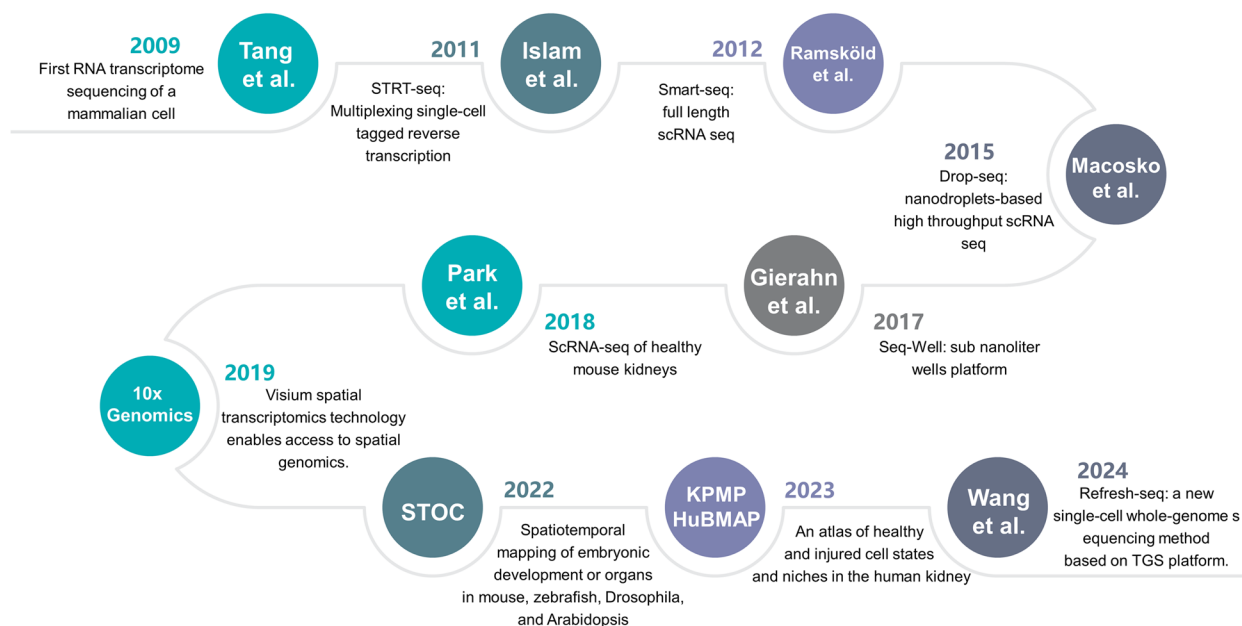 2009
First RNA transcriptome
sequencing of a
mammalian cell
Tang
et al.
2011
STRT-seq:
Multiplexing single-cell
tagged reverse
transcription
Islam
et al.
2012
Smart-seq:
full length
scRNA seq
Ramsköld
et al.
2015
Drop-seq:
nanodroplets-based
high throughput scRNA
seq
Macosko
et al.
Gierahn
et al.
2017
Seq-Well: sub nanoliter
wells platform
Park
et al.
2018
ScRNA-seq of healthy
mouse kidneys
10x
Genomics
2019
Visium spatial
transcriptomics technology
enables access to spatial
genomics.
STOC
2022
Spatiotemporal
mapping of embryonic
development or organs
in mouse, zebrafish, Drosophila,
and Arabidopsis
KPMP
HuBMAP
2023
An atlas of healthy
and injured cell states
and niches in the human kidney
Wang
et al.
2024
Refresh-seq: a new
single-cell whole-genome s
equencing method
based on TGS platform.